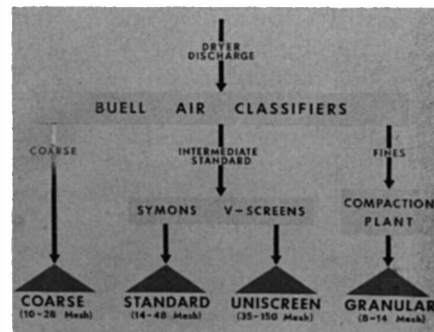 DRYER
DISCHARGE
BUELL AIR CLASSIFIERS
COARSE
INTERMEDIATE
STANDARD
FINES
SYMONS V-SCREENS
COMPACTION
PLANT
COARSE
(10-28 Mesh)
STANDARD
(14-48 Mesh)
UNISCREEN
(35-150 Mesh)
GRANULAR
(8-14 Mesh)